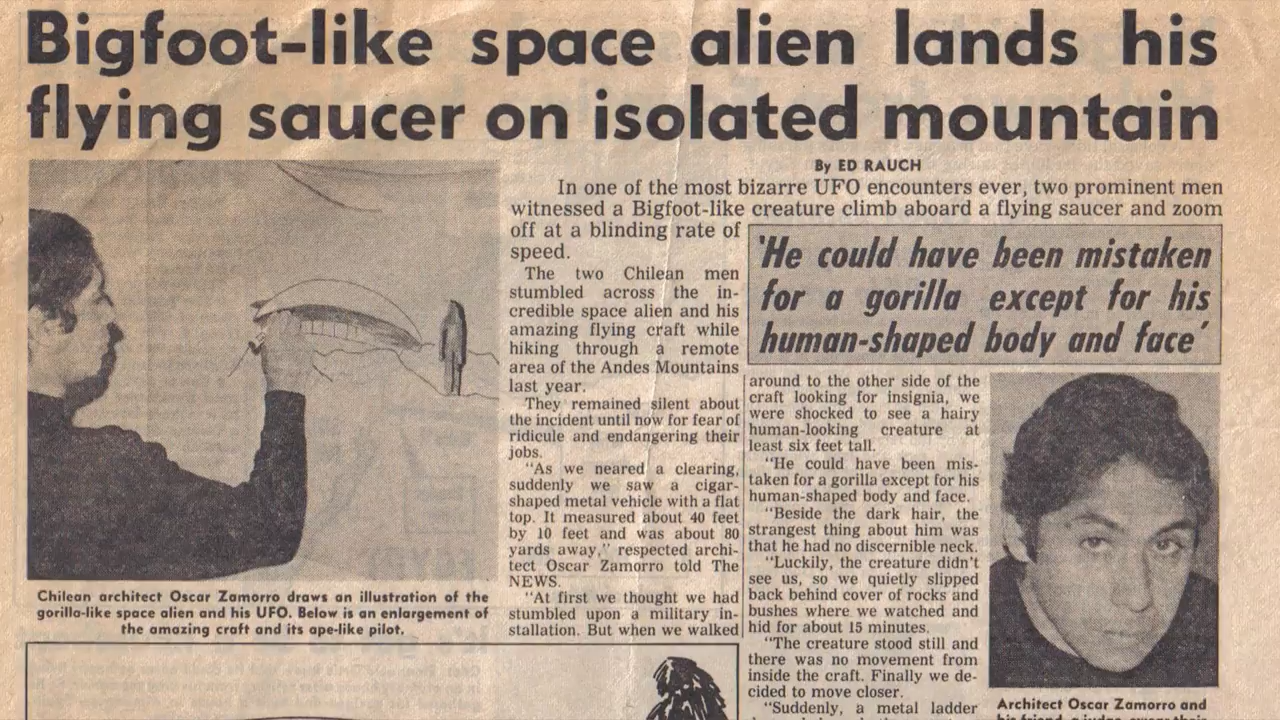 Bigfoot-like space alien lands his
flying saucer on isolated mountain
By ED RAUCH
In one of the most bizarre UFO encounters ever, two prominent men
witnessed a Bigfoot-like creature climb aboard a flying saucer and zoom
off at a blinding rate of
speed.
The two Chilean men
stumbled across the in-
credible space alien and his
amazing flying craft while
hiking through a remote
area of the Andes Mountains
last year.
They remained silent about
the incident until now for fear of
ridicule and endangering their
jobs.
"As we neared a clearing,
suddenly we saw a cigar-
shaped metal vehicle with a flat
top. It measured about 40 feet
by 10 feet and was about 80
yards away," respected archi-
tect Oscar Zamorro told The
NEWS.
"At first we thought we had
stumbled upon a military in-
stallation. But when we walked
'He could have been mistaken
for a gorilla except for his
human-shaped body and face'
around to the other side of the
craft looking for insignia, we
were shocked to see a hairy
human-looking creature at
least six feet tall.
"He could have been mis-
taken for a gorilla except for his
human-shaped body and face.
"Beside the dark hair, the
strangest thing about him was
that he had no discernible neck.
"Luckily, the creature didn't
see us, so we quietly slipped
back behind cover of rocks and
bushes where we watched and
hid for about 15 minutes.
"The creature stood still and
there was no movement from
inside the craft. Finally we de-
cided to move closer.
"Suddenly, a metal ladder
Chilean architect Oscar Zamorro draws an illustration of the
gorilla-like space alien and his UFO. Below is an enlargement of
the amazing craft and its ape-like pilot.
Architect Oscar Zamorro and